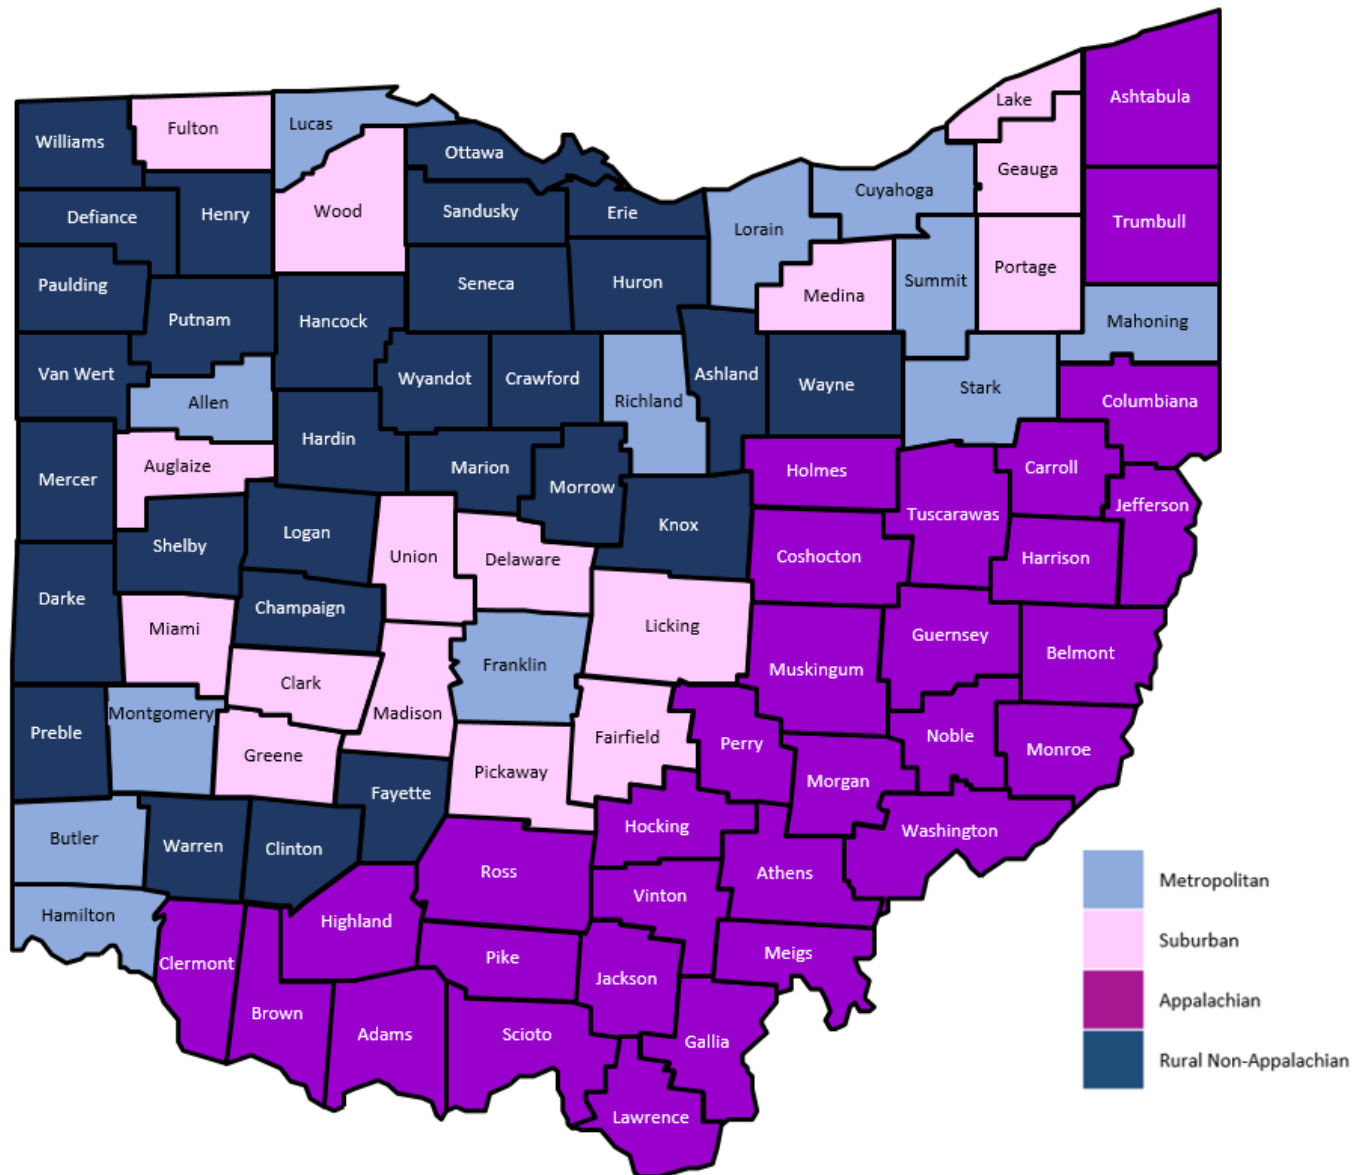 Ashtabula
Lake
Lucas
Fulton
Williams
Ottawa
Geauga
Cuyahoga
Wood
Sandusky
Erie
Henry
Defiance
Trumbull
Lorain
Portage
Summit
Seneca
Huron
Paulding
Medina
Putnam
Hancock
Mahoning
Van Wert
Wyandot
Crawford
Ashland
Wayne
Stark
Allen
Richland
Columbiana
Hardin
Auglaize
Marion
Holmes
Carroll
Mercer
Morrow
Jefferson
Tuscarawas
Knox
Logan
Shelby
Union
Delaware
Coshocton
Harrison
Darke
Champaign
Miami
Licking
Guernsey
Belmont
Franklin
Muskingum
Clark
Montgomery
Madison
Preble
Fairfield
Perry
Noble
Monroe
Greene
Pickaway
Morgan
Fayette
Hocking
Washington
Butler
Warren
Clinton
Ross
Athens
Metropolitan
Vinton
Hamilton
Highland
Suburban
Clermont
Pike
Meigs
Jackson
Appalachian
Brown
Adams
Scioto
Gallia
Rural Non-Appalachian
Lawrence